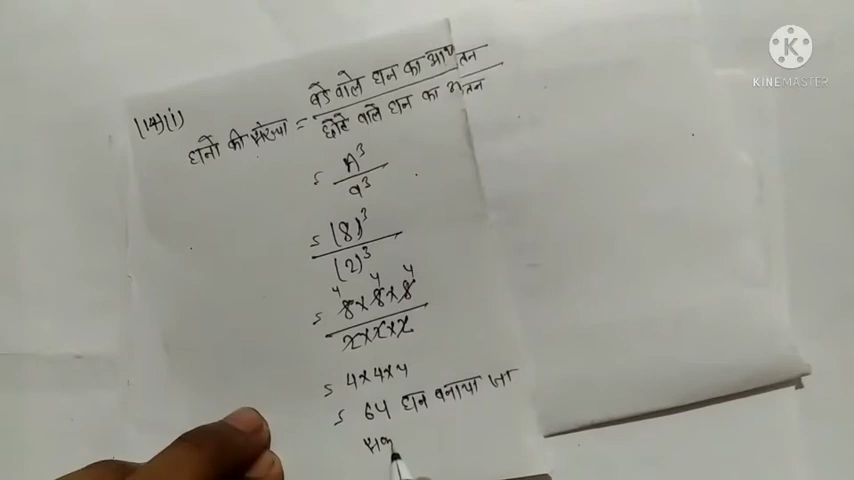 KINEMASTER
(14)(i)
घनों की संख्या = बड़े वाले घन का आयतन
छोटे वाले घन का आयतन
= A³
a³
= (8)³
(2)³
4 4 4
= 8×8×8
2×2×2
= 4×4×4
= 64 घन बनाया जा
सक